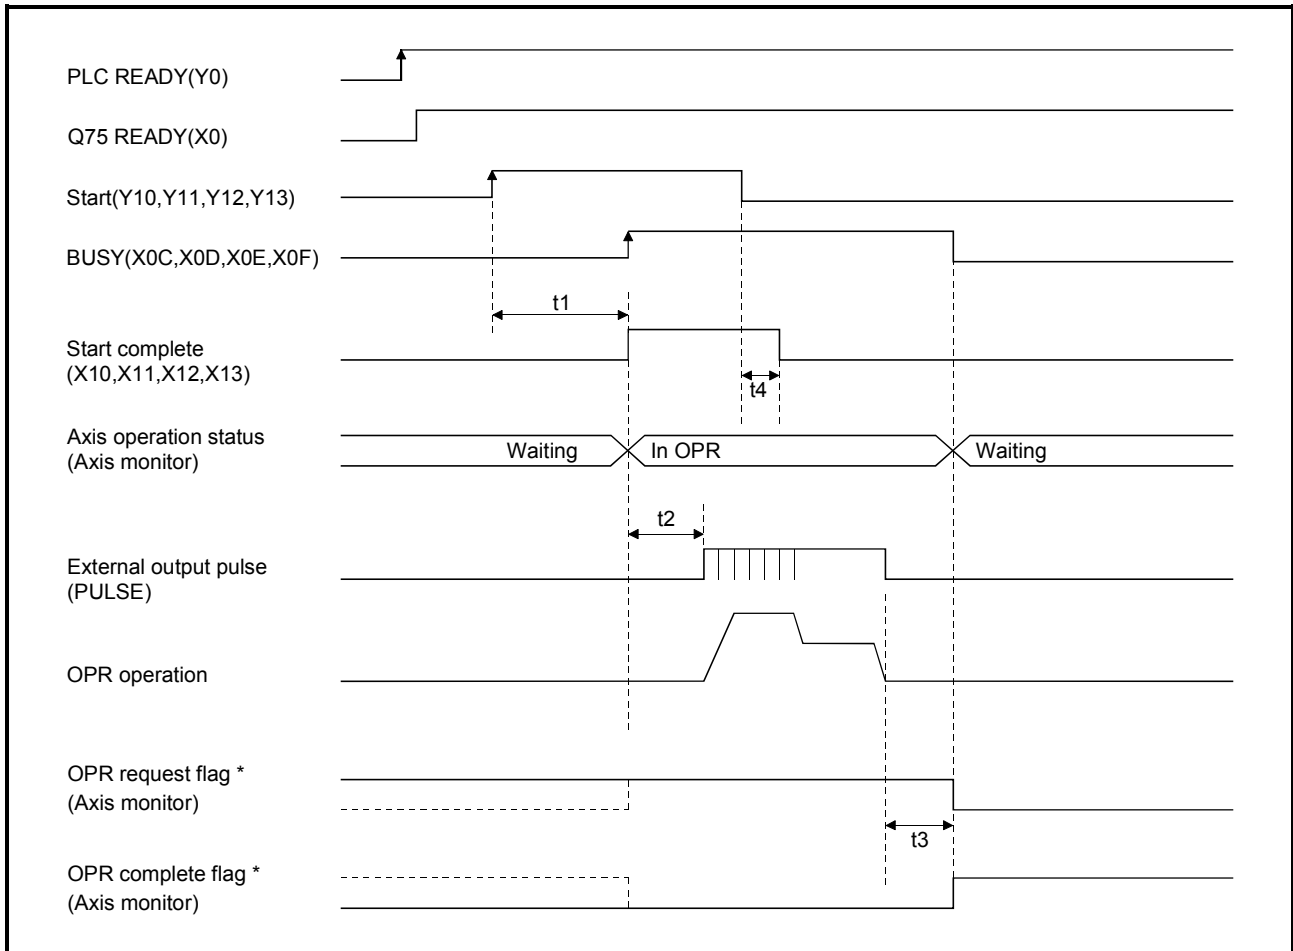 PLC READY(Y0)
Q75 READY(X0)
Start(Y10,Y11,Y12,Y13)
BUSY(X0C,X0D,X0E,X0F)
t1
Start complete
(X10,X11,X12,X13)
t4
Axis operation status
(Axis monitor)
Waiting
In OPR
Waiting
t2
External output pulse
(PULSE)
OPR operation
OPR request flag *
(Axis monitor)
t3
OPR complete flag *
(Axis monitor)